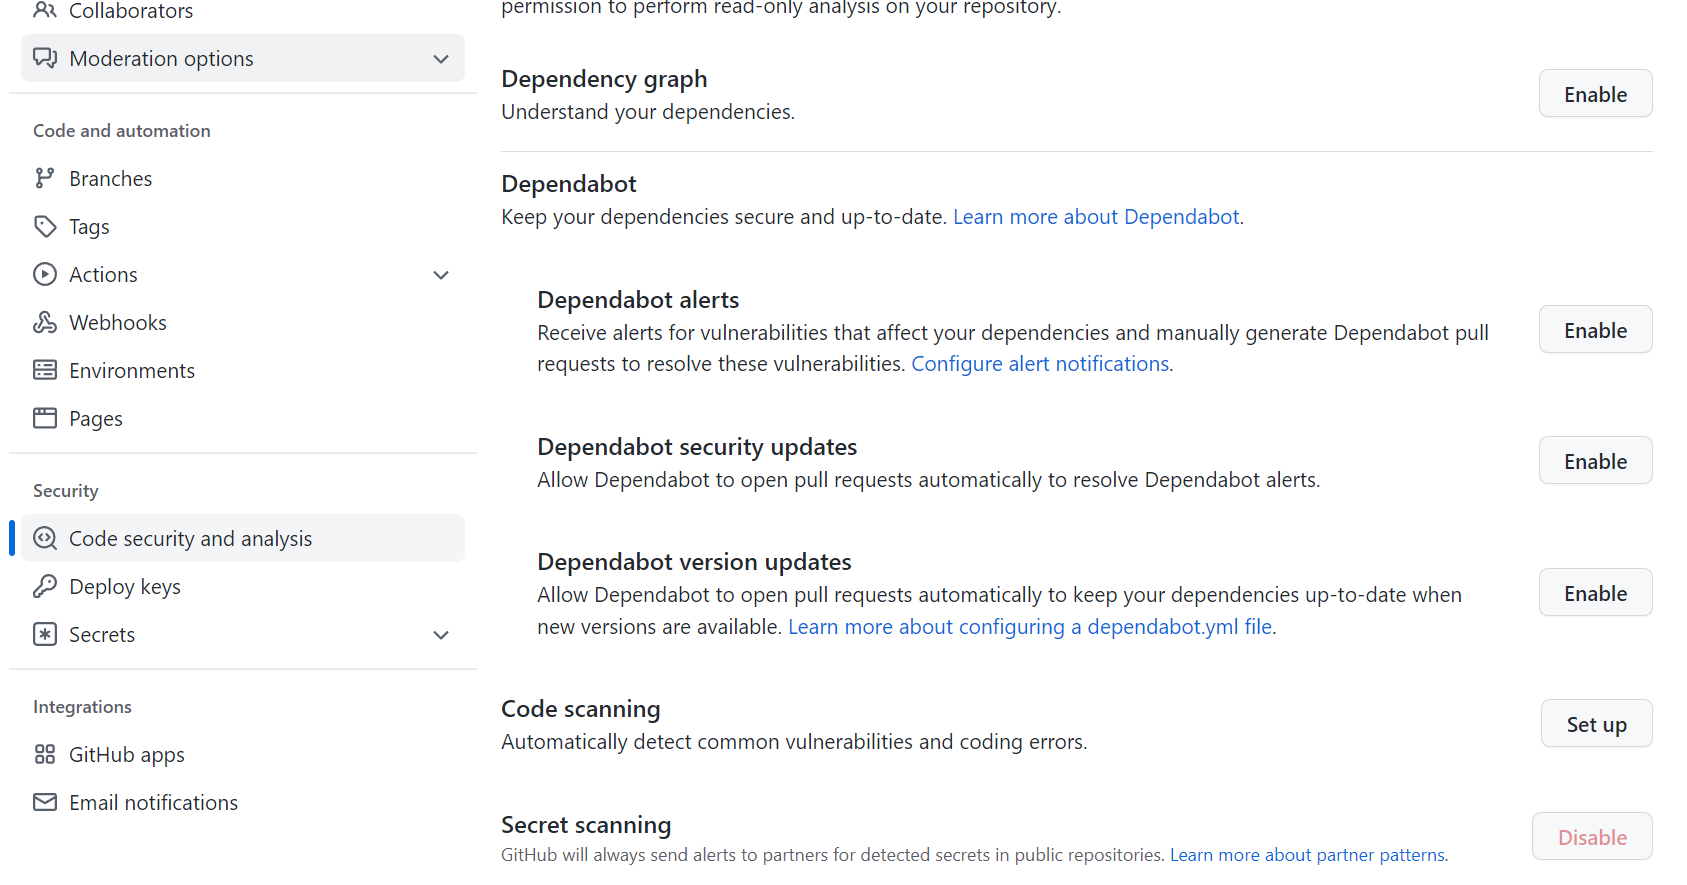 Collaborators
Moderation options
Code and automation
Branches
Tags
Actions
Webhooks
Environments
Pages
Security
Code security and analysis
Deploy keys
Secrets
Integrations
GitHub apps
Email notifications
permission to perform read-only analysis on your repository.
Dependency graph
Understand your dependencies.
Enable
Dependabot
Keep your dependencies secure and up-to-date. Learn more about Dependabot.
Dependabot alerts
Receive alerts for vulnerabilities that affect your dependencies and manually generate Dependabot pull
requests to resolve these vulnerabilities. Configure alert notifications.
Enable
Dependabot security updates
Allow Dependabot to open pull requests automatically to resolve Dependabot alerts.
Enable
Dependabot version updates
Allow Dependabot to open pull requests automatically to keep your dependencies up-to-date when
new versions are available. Learn more about configuring a dependabot.yml file.
Enable
Code scanning
Automatically detect common vulnerabilities and coding errors.
Set up
Secret scanning
GitHub will always send alerts to partners for detected secrets in public repositories. Learn more about partner patterns.
Disable